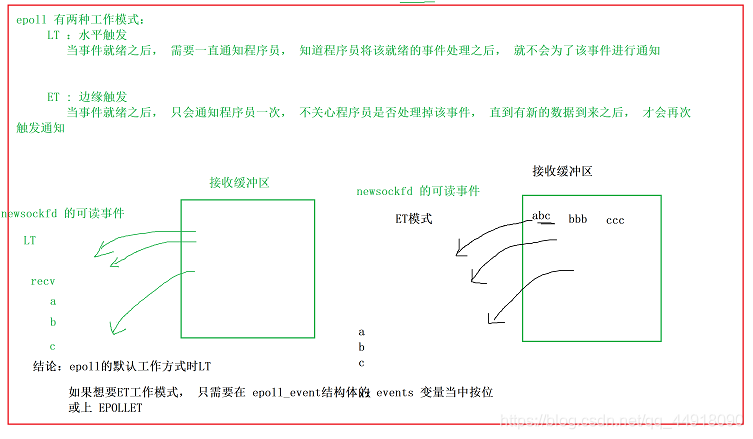 epoll 有两种工作模式:
LT : 水平触发
当事件就绪之后, 需要一直通知程序员, 知道程序员将该就绪的事件处理之后, 就不会为了该事件进行通知
ET : 边缘触发
当事件就绪之后, 只会通知程序员一次, 不关心程序员是否处理掉该事件, 直到有新的数据到来之后, 才会再次
触发通知
接收缓冲区
newsockfd 的可读事件
LT
recv
a
b
c
接收缓冲区
newsockfd 的可读事件
ET模式
abc bbb ccc
a
b
c
结论: epoll的默认工作方式时LT
如果想要ET工作模式, 只需要在 epoll_event结构体的 events 变量当中按位
或上 EPOLLET
https://blog.csdn.net/qq_44918090